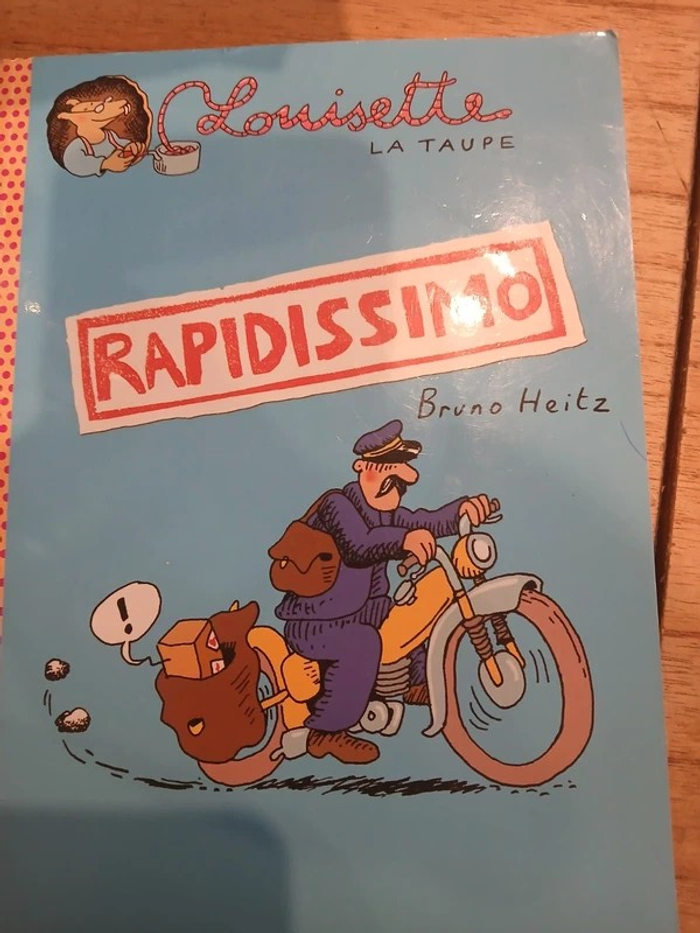 Louisette
LA TAUPE
RAPIDISSIMO
Bruno Heitz
!